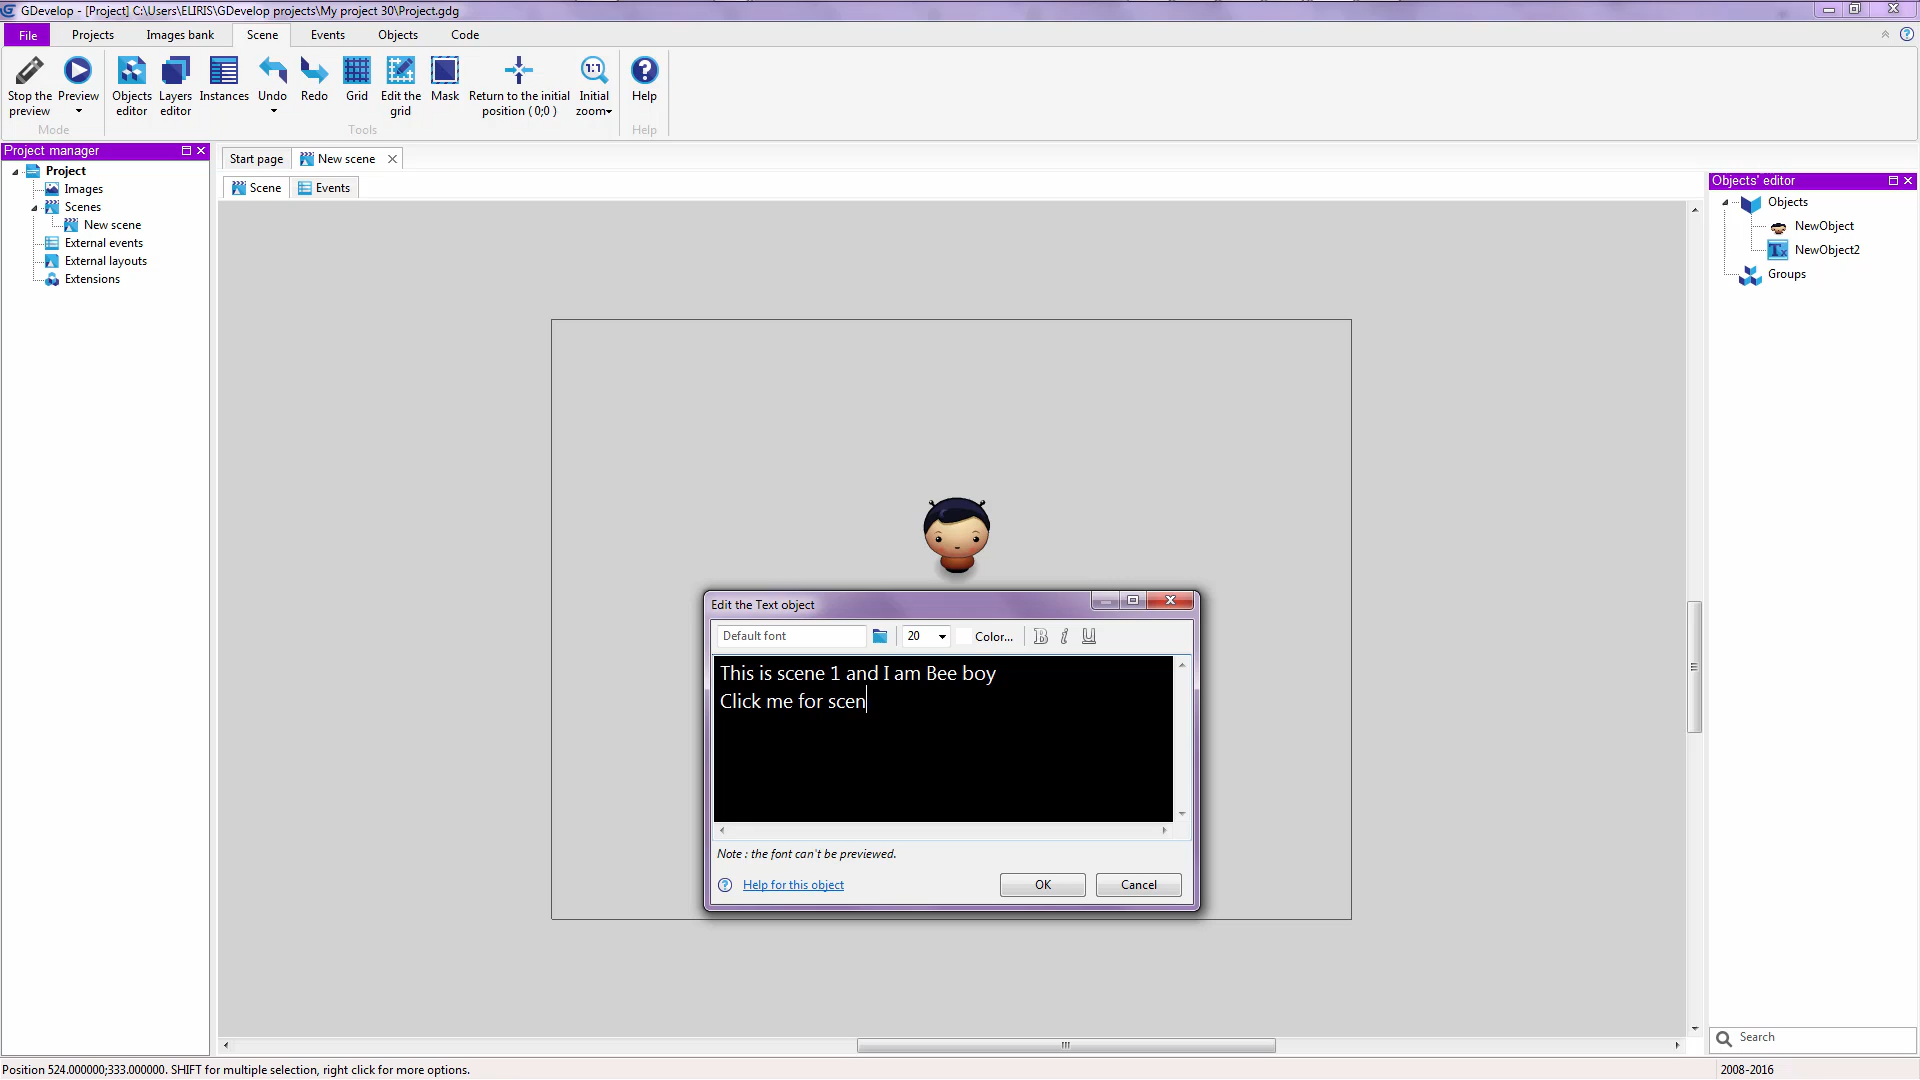 GDevelop - [Project] C:\Users\ELIRIS\GDevelop projects\My project 30\Project.gdg
File Projects Images bank Scene Events Objects Code
Stop the preview
Preview
Objects editor
Layers editor
Instances
Undo
Redo
Grid
Edit the grid
Mask
Return to the initial position ( 0;0 )
Initial zoom
Help
Mode
Tools
Help
Project manager
Project
Images
Scenes
New scene
External events
External layouts
Extensions
Start page New scene
Scene Events
Objects' editor
Objects
NewObject
NewObject2
Groups
Edit the Text object
Default font 20 Color...
This is scene 1 and I am Bee boy
Click me for scen
Note : the font can't be previewed.
Help for this object OK Cancel
Search
Position 524.000000;333.000000. SHIFT for multiple selection, right click for more options.
2008-2016